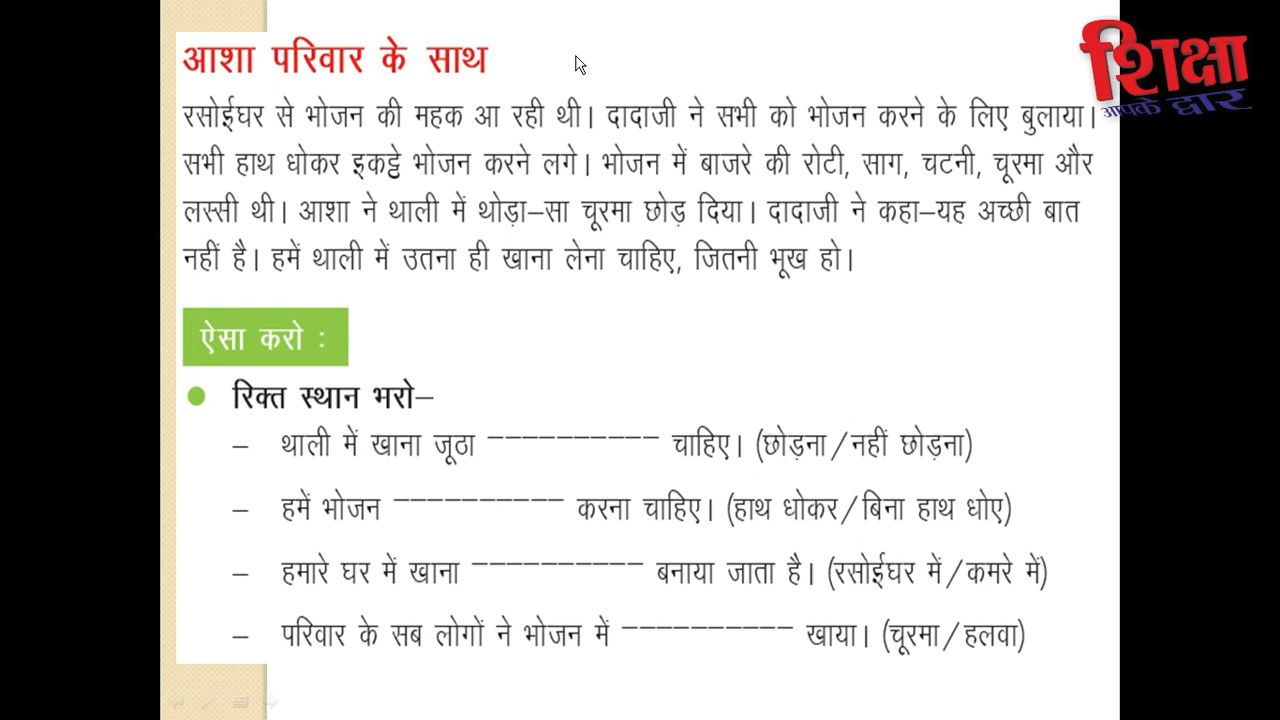 आशा परिवार के साथ
शिक्षा
आपके द्वार
रसोईघर से भोजन की महक आ रही थी। दादाजी ने सभी को भोजन करने के लिए बुलाया।
सभी हाथ धोकर इकट्ठे भोजन करने लगे। भोजन में बाजरे की रोटी, साग, चटनी, चूरमा और
लस्सी थी। आशा ने थाली में थोड़ा–सा चूरमा छोड़ दिया। दादाजी ने कहा–यह अच्छी बात
नहीं है। हमें थाली में उतना ही खाना लेना चाहिए, जितनी भूख हो।
ऐसा करो :
● रिक्त स्थान भरो–
– थाली में खाना जूठा ––––––––––– चाहिए। (छोड़ना/नहीं छोड़ना)
– हमें भोजन ––––––––––– करना चाहिए। (हाथ धोकर/बिना हाथ धोए)
– हमारे घर में खाना ––––––––––– बनाया जाता है। (रसोईघर में/कमरे में)
– परिवार के सब लोगों ने भोजन में ––––––––––– खाया। (चूरमा/हलवा)